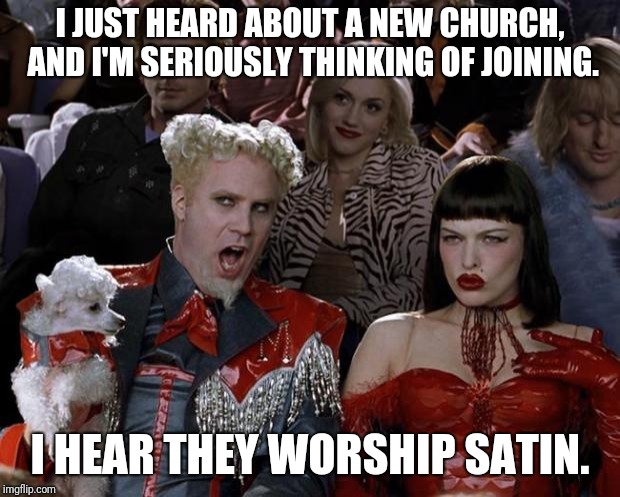 I JUST HEARD ABOUT A NEW CHURCH,
AND I'M SERIOUSLY THINKING OF JOINING.
I HEAR THEY WORSHIP SATIN.
imgflip.com